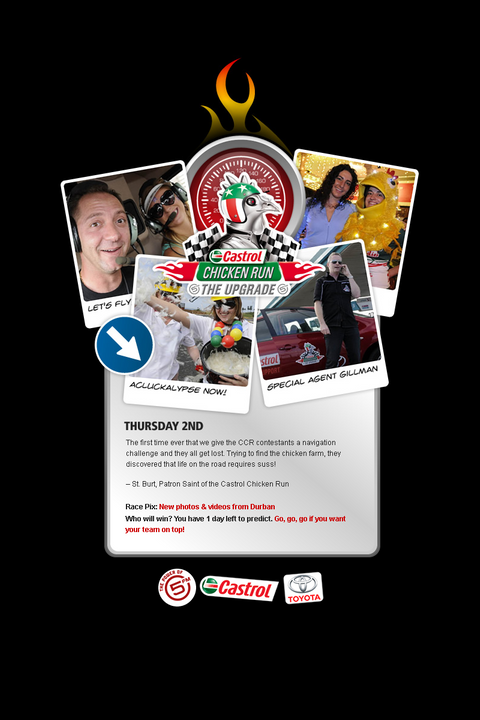 Castrol
CHICKEN RUN
THE UPGRADE
LET'S FLY
ACLUCKALYPSE NOW!
SPECIAL AGENT GILLMAN
THURSDAY 2ND
The first time ever that we give the CCR contestants a navigation
challenge and they all get lost. Trying to find the chicken farm, they
discovered that life on the road requires suss!
– St. Burt, Patron Saint of the Castrol Chicken Run
Race Pix: New photos & videos from Durban
Who will win? You have 1 day left to predict. Go, go, go if you want
your team on top!
THE POWER OF 5FM
Castrol
TOYOTA